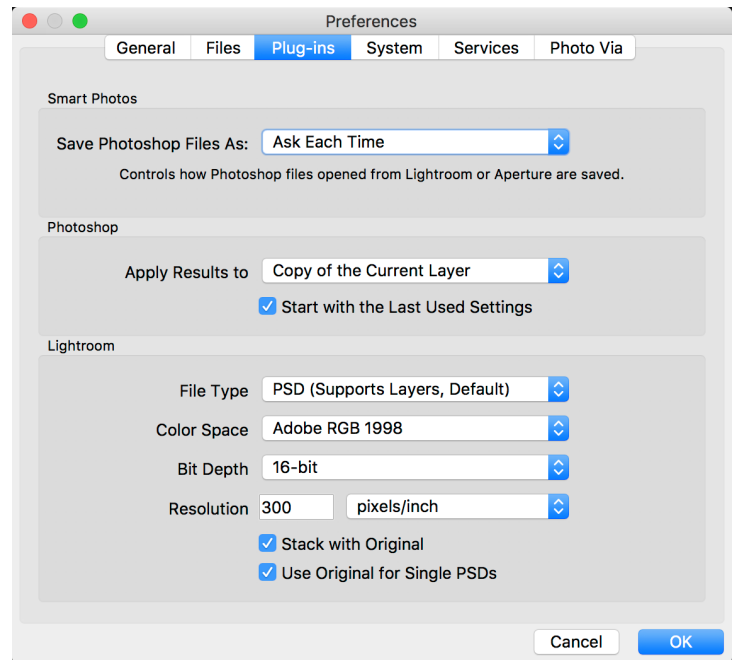 Preferences
General Files Plug-ins System Services Photo Via
Smart Photos
Save Photoshop Files As: Ask Each Time
Controls how Photoshop files opened from Lightroom or Aperture are saved.
Photoshop
Apply Results to Copy of the Current Layer
Start with the Last Used Settings
Lightroom
File Type PSD (Supports Layers, Default)
Color Space Adobe RGB 1998
Bit Depth 16-bit
Resolution 300 pixels/inch
Stack with Original
Use Original for Single PSDs
Cancel OK